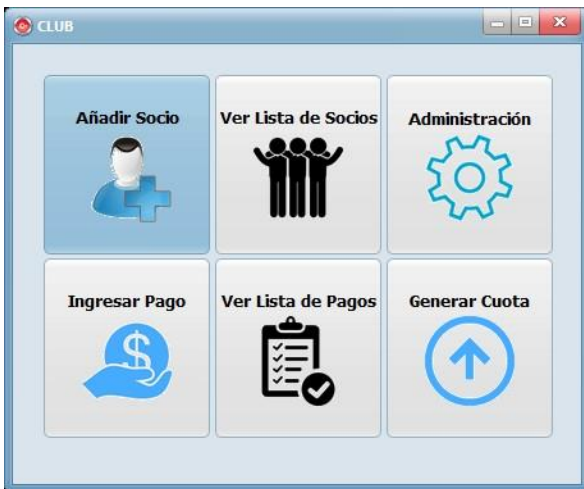 CLUB
Añadir Socio
Ver Lista de Socios
Administración
Ingresar Pago
Ver Lista de Pagos
Generar Cuota